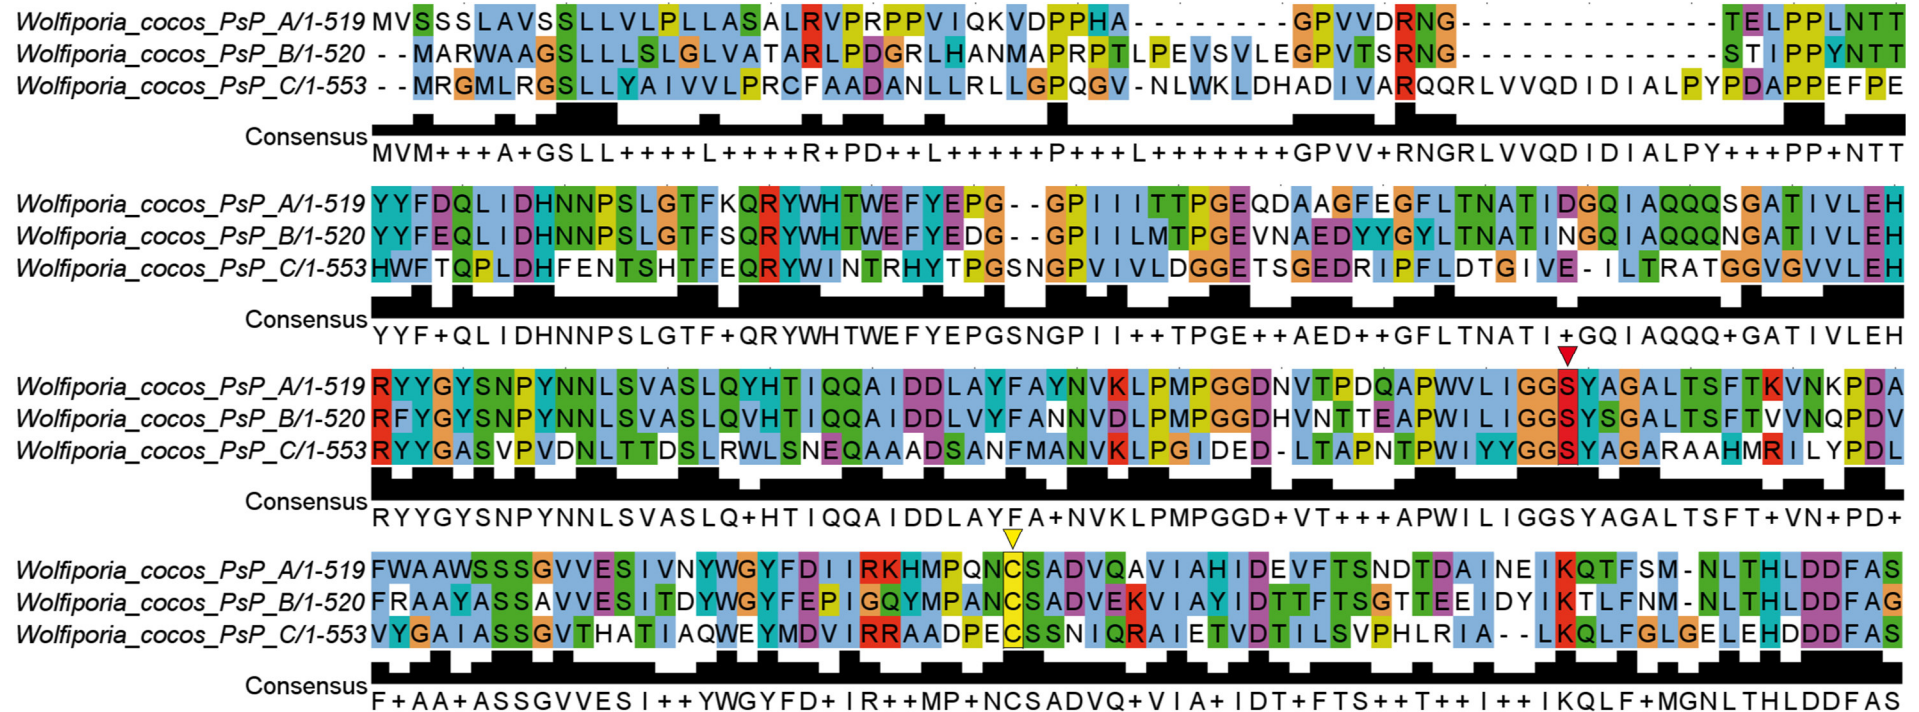 Wolfiporia_cocos_PsP_A/1-519 MVSSSLAVSSLLVLPLLASALRVPRPPVIQKVDPPHA--------GPVVDRNG-------------TELPPLNTT
Wolfiporia_cocos_PsP_B/1-520 --MARWAAGSLLLSLGLVATARLPDGRLHANMAPRPTLPEVSVLEGPVTSRNG-------------STIPPYNTT
Wolfiporia_cocos_PsP_C/1-553 --MRGMLRGSLLYAIVVLPRCFAADANLLRLLGPQGV-NLWKLDHADIVARQQRLVVQDIDIALPYPDAPPEFPE
Consensus
MVM+++A+GSLL++++L++++R+PD++L+++++P+++L+++++++GPVV+RNGRLVVQDIDIALPY+++PP+NTT
Wolfiporia_cocos_PsP_A/1-519 YYFDQLIDHNNPSLGTFKQRYWHTWEFYEPG--GPIIITTPGEQDAAGFEGFLTNATIDGQIAQQQSGATIVLEH
Wolfiporia_cocos_PsP_B/1-520 YYFEQLIDHNNPSLGTFSQRYWHTWEFYEDG--GPIILMTPGEVNAEDYYGYLTNATINGQIAQQQNGATIVLEH
Wolfiporia_cocos_PsP_C/1-553 HWFTQPLDHFENTSHTFEQRYWINTRHYTPGSNGPVIVLDGGETSGEDRIPFLDTGIVE-ILTRATGGVGVVLEH
Consensus
YYF+QLIDHNNPSLGTF+QRYWHTWEFYEPGSNGPII++TPGE++AED++GFLTNATI+GQIAQQQ+GATIVLEH
Wolfiporia_cocos_PsP_A/1-519 RYYGYSNPYNNLSVASLQYHTIQQAIDDLAYFAYNVKLPMPGGDNVTPDQAPWVLIGGSYAGALTSFTKVNKPDA
Wolfiporia_cocos_PsP_B/1-520 RFYGYSNPYNNLSVASLQVHTIQQAIDDLVYFANNVDLPMPGGDHVNTTEAPWILIGGSYSGALTSFTVVNQPDV
Wolfiporia_cocos_PsP_C/1-553 RYYGASVPVDNLTTDSLRWLSNEQAAADSANFMANVKLPGIDED-LTAPNTPWIYYGGSYAGARAAHMRILYPDL
Consensus
RYYGYSNPYNNLSVASLQ+HTIQQAIDDLAYFA+NVKLPMPGGD+VT+++APWILIGGSYAGALTSFT+VN+PD+
Wolfiporia_cocos_PsP_A/1-519 FWAAWSSSGVVESIVNYWGYFDIIRKHMPQNCSADVQAVIAHIDEVFTSNDTDAINEIKQTFSM-NLTHLDDFAS
Wolfiporia_cocos_PsP_B/1-520 FRAAYASSAVVESITDYWGYFEPIGQYMPANCSADVEKVIAYIDTTFTSGTTEEIDYIKTLFNM-NLTHLDDFAG
Wolfiporia_cocos_PsP_C/1-553 VYGAIASSGVTHATIAQWEYMDVIRRAADPECSSNIQRAIETVDTILSVPHLRIA--LKQLFGLGELEHDDDFAS
Consensus
F+AA+ASSGVVESI++YWGYFD+IR++MP+NCSADVQ+VIA+IDT+FTS++T++I++IKQLF+MGNLTHLDDFAS